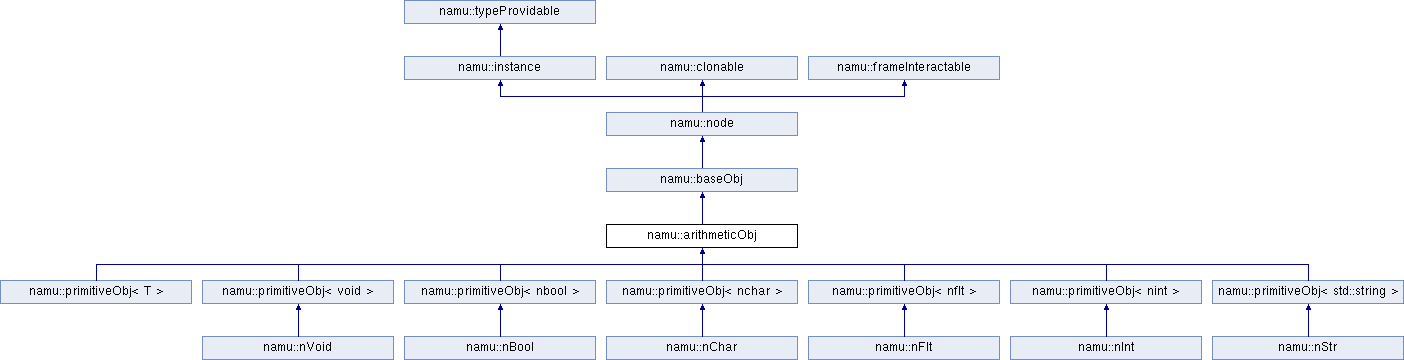 namu::typeProvidable
namu::instance
namu::clonable
namu::frameInteractable
namu::node
namu::baseObj
namu::arithmeticObj
namu::primitiveObj< T >
namu::primitiveObj< void >
namu::primitiveObj< nbool >
namu::primitiveObj< nchar >
namu::primitiveObj< nflt >
namu::primitiveObj< nint >
namu::primitiveObj< std::string >
namu::nVoid
namu::nBool
namu::nChar
namu::nFlt
namu::nInt
namu::nStr